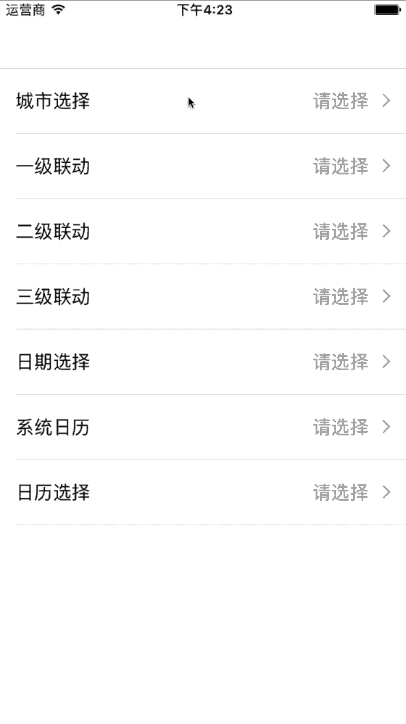 运营商 下午4:23
城市选择 请选择
一级联动 请选择
二级联动 请选择
三级联动 请选择
日期选择 请选择
系统日历 请选择
日历选择 请选择